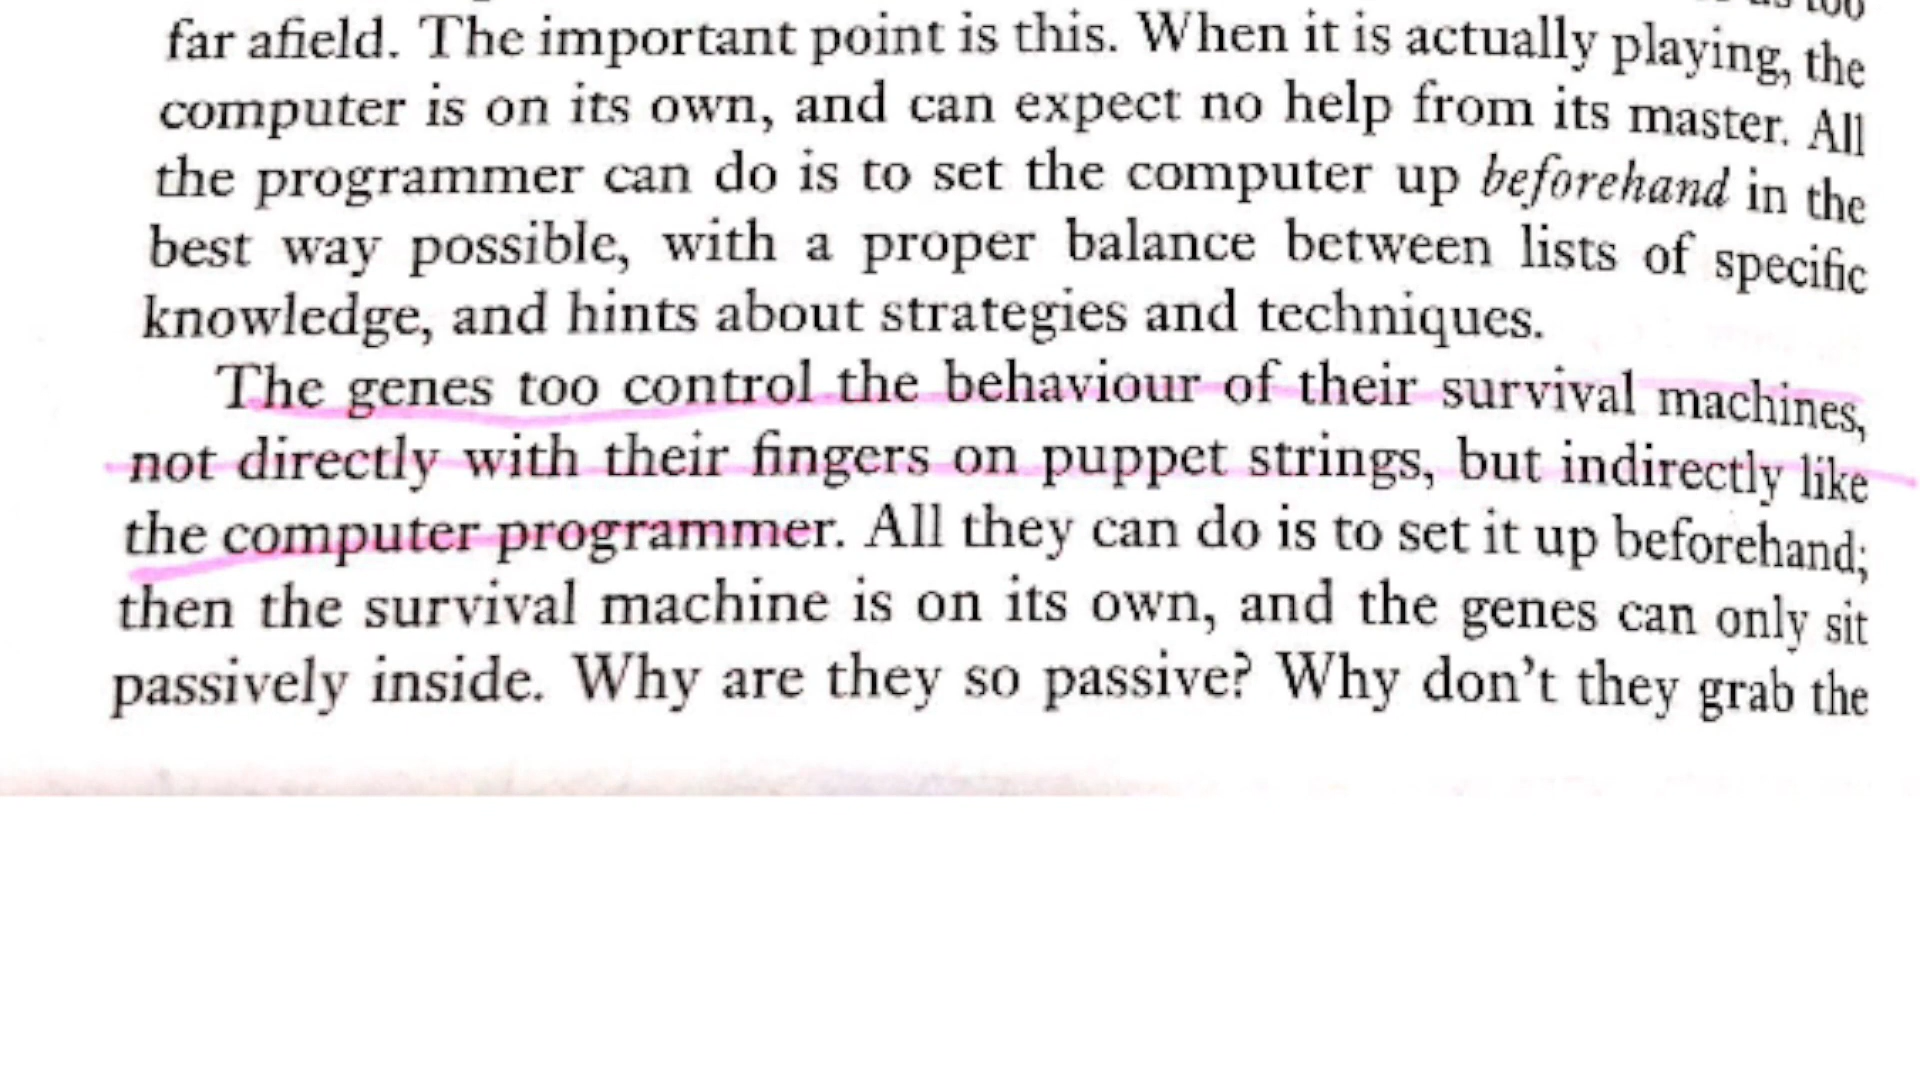 too
far afield. The important point is this. When it is actually playing, the
computer is on its own, and can expect no help from its master. All
the programmer can do is to set the computer up beforehand in the
best way possible, with a proper balance between lists of specific
knowledge, and hints about strategies and techniques.
The genes too control the behaviour of their survival machines,
not directly with their fingers on puppet strings, but indirectly like
the computer programmer. All they can do is to set it up beforehand;
then the survival machine is on its own, and the genes can only sit
passively inside. Why are they so passive? Why don't they grab the